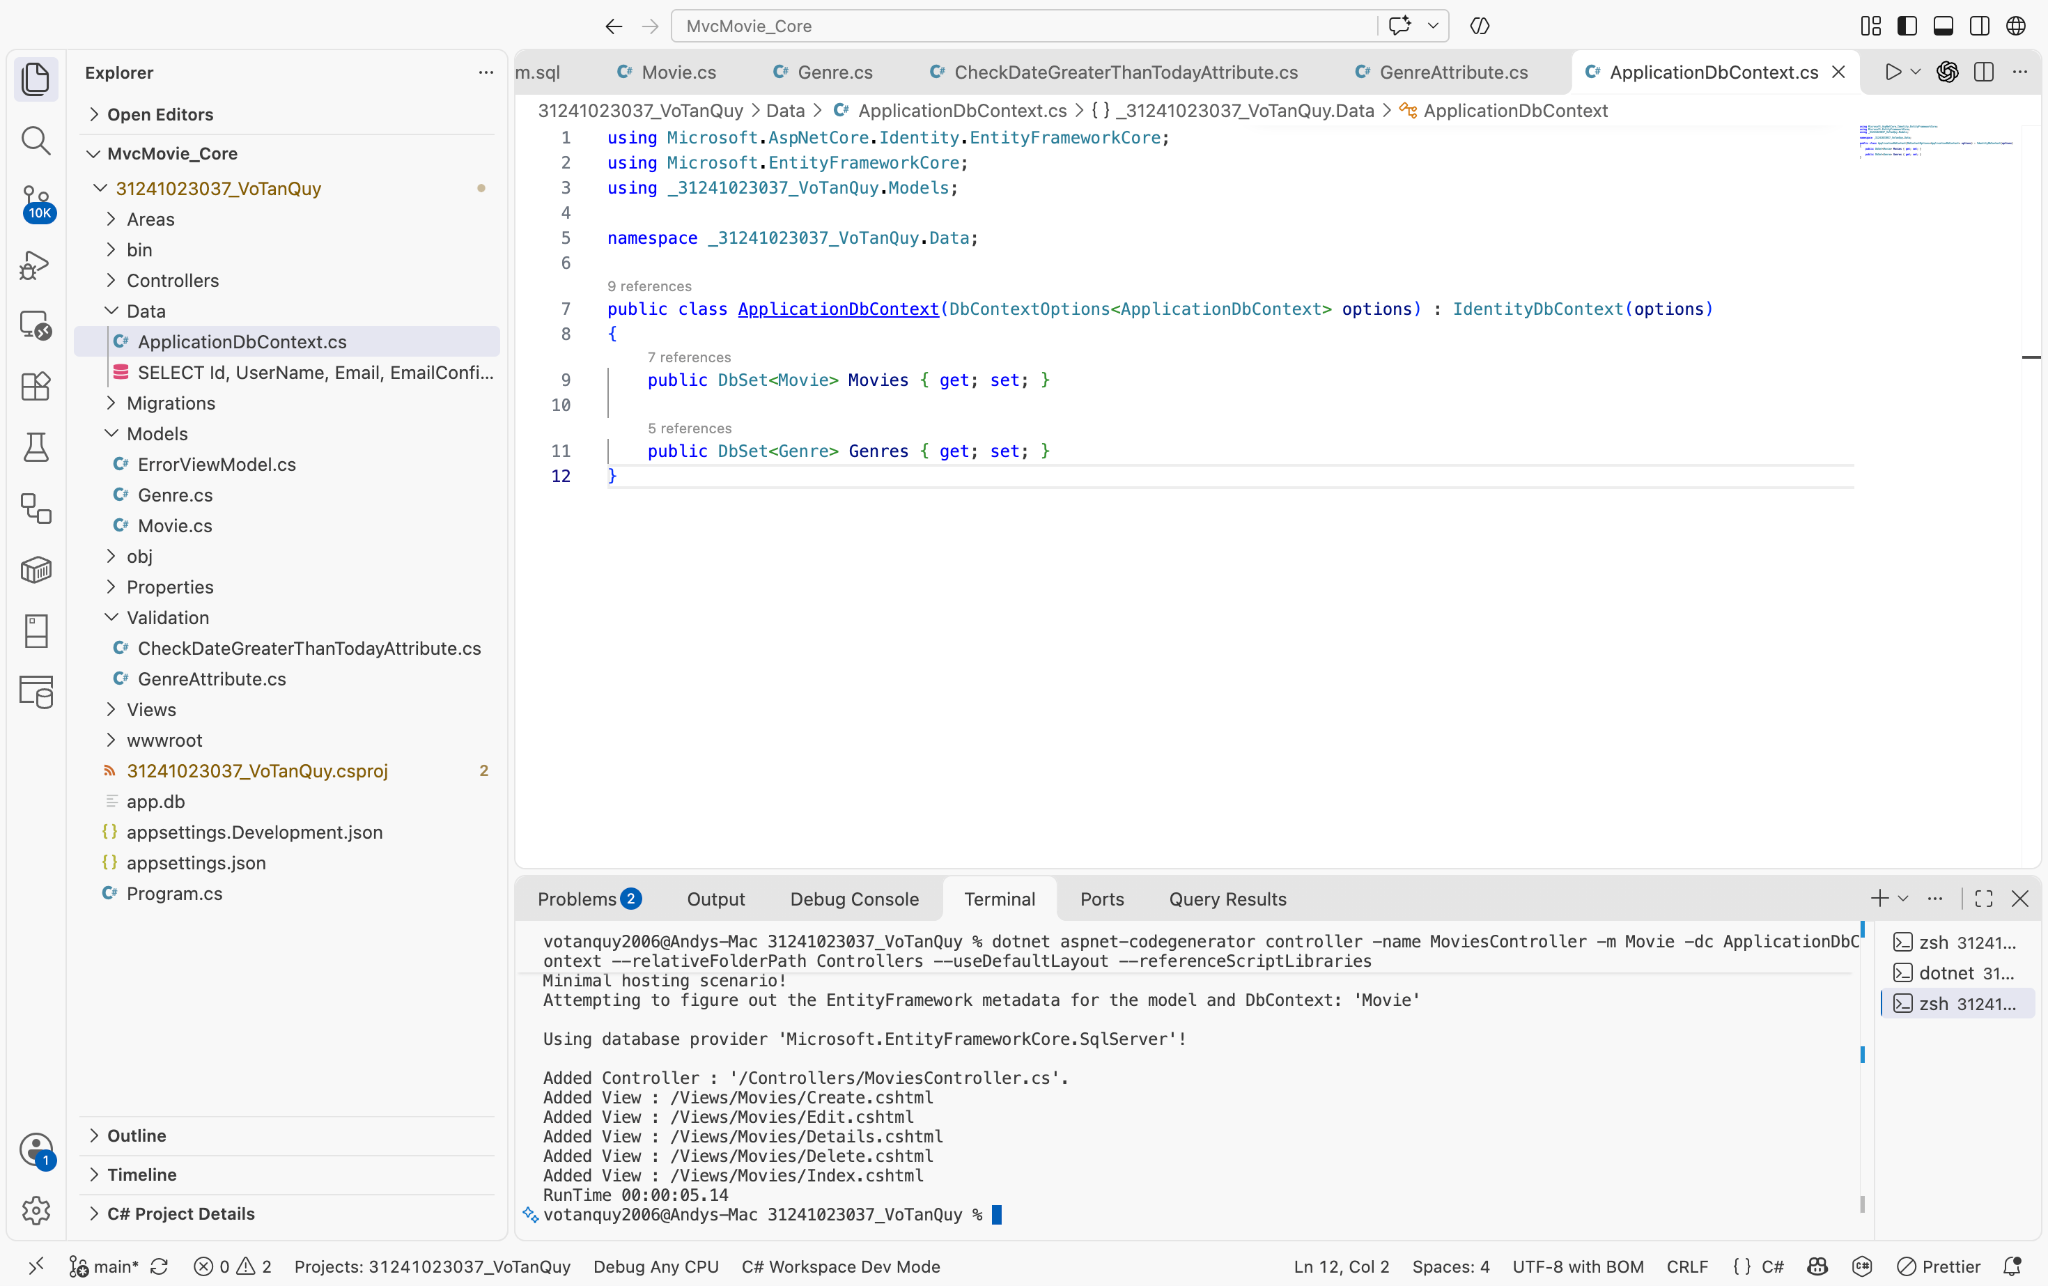 MvcMovie_Core
Explorer
Open Editors
MvcMovie_Core
31241023037_VoTanQuy
Areas
bin
Controllers
Data
ApplicationDbContext.cs
SELECT Id, UserName, Email, EmailConfi...
Migrations
Models
ErrorViewModel.cs
Genre.cs
Movie.cs
obj
Properties
Validation
CheckDateGreaterThanTodayAttribute.cs
GenreAttribute.cs
Views
wwwroot
31241023037_VoTanQuy.csproj 2
app.db
appsettings.Development.json
appsettings.json
Program.cs
Outline
Timeline
C# Project Details
10K
1
m.sql Movie.cs Genre.cs CheckDateGreaterThanTodayAttribute.cs GenreAttribute.cs ApplicationDbContext.cs
31241023037_VoTanQuy > Data > ApplicationDbContext.cs > {} _31241023037_VoTanQuy.Data > ApplicationDbContext
1 using Microsoft.AspNetCore.Identity.EntityFrameworkCore;
2 using Microsoft.EntityFrameworkCore;
3 using _31241023037_VoTanQuy.Models;
4
5 namespace _31241023037_VoTanQuy.Data;
6
9 references
7 public class ApplicationDbContext(DbContextOptions<ApplicationDbContext> options) : IdentityDbContext(options)
8 {
7 references
9 public DbSet<Movie> Movies { get; set; }
10
5 references
11 public DbSet<Genre> Genres { get; set; }
12 }
Problems 2 Output Debug Console Terminal Ports Query Results
votanquy2006@Andys-Mac 31241023037_VoTanQuy % dotnet aspnet-codegenerator controller -name MoviesController -m Movie -dc ApplicationDbC
ontext --relativeFolderPath Controllers --useDefaultLayout --referenceScriptLibraries
Minimal hosting scenario!
Attempting to figure out the EntityFramework metadata for the model and DbContext: 'Movie'
Using database provider 'Microsoft.EntityFrameworkCore.SqlServer'!
Added Controller : '/Controllers/MoviesController.cs'.
Added View : /Views/Movies/Create.cshtml
Added View : /Views/Movies/Edit.cshtml
Added View : /Views/Movies/Details.cshtml
Added View : /Views/Movies/Delete.cshtml
Added View : /Views/Movies/Index.cshtml
RunTime 00:00:05.14
votanquy2006@Andys-Mac 31241023037_VoTanQuy %
zsh 31241...
dotnet 31...
zsh 31241...
main* 0 2 Projects: 31241023037_VoTanQuy Debug Any CPU C# Workspace Dev Mode Ln 12, Col 2 Spaces: 4 UTF-8 with BOM CRLF {} C# Prettier